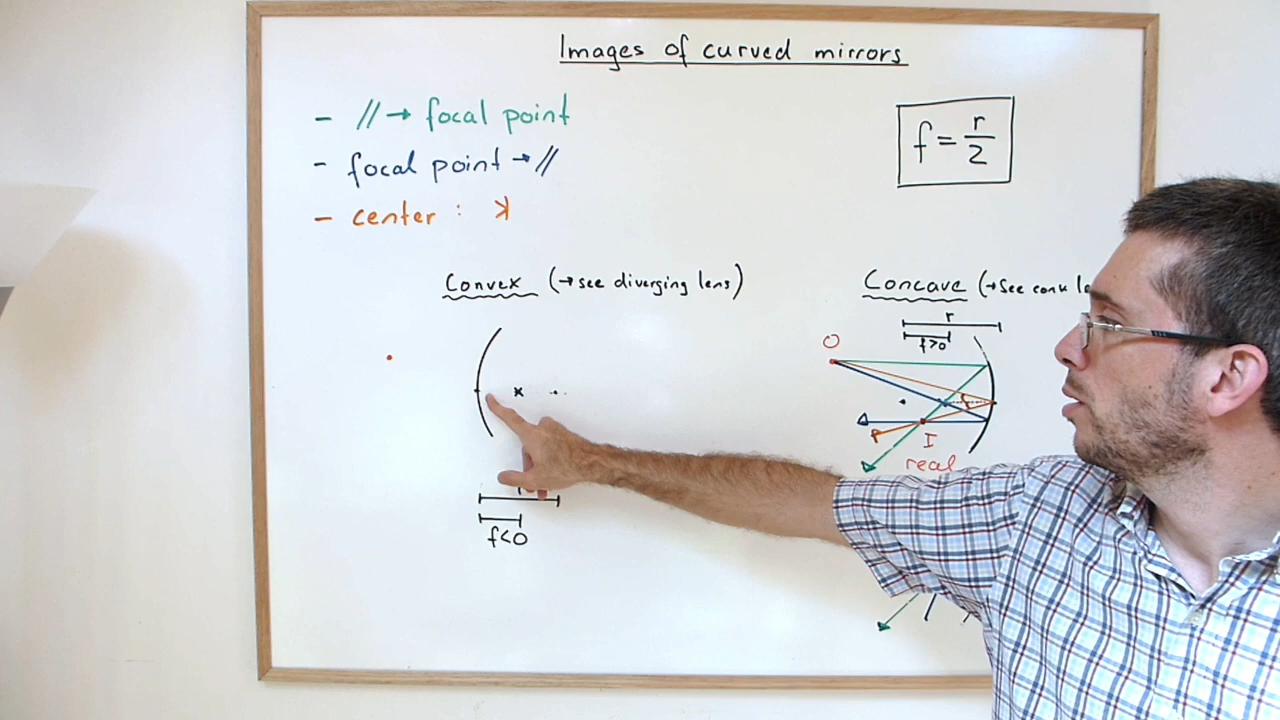 Images of curved mirrors
- // → focal point
- focal point → //
- center :
f = r/2
Convex (→ see diverging lens)
f<0
Concave (→ See conv
r
f>0
O
I
real